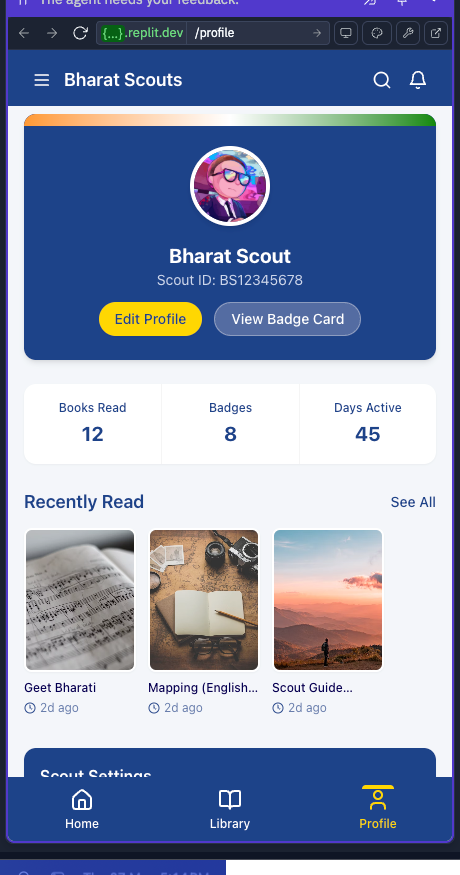 The agent needs your feedback.
{...}.replit.dev /profile
Bharat Scouts
Bharat Scout
Scout ID: BS12345678
Edit Profile
View Badge Card
Books Read
Badges
Days Active
12
8
45
Recently Read
See All
Geet Bharati
Mapping (English...
Scout Guide...
2d ago
2d ago
2d ago
Scout Settings
Home
Library
Profile